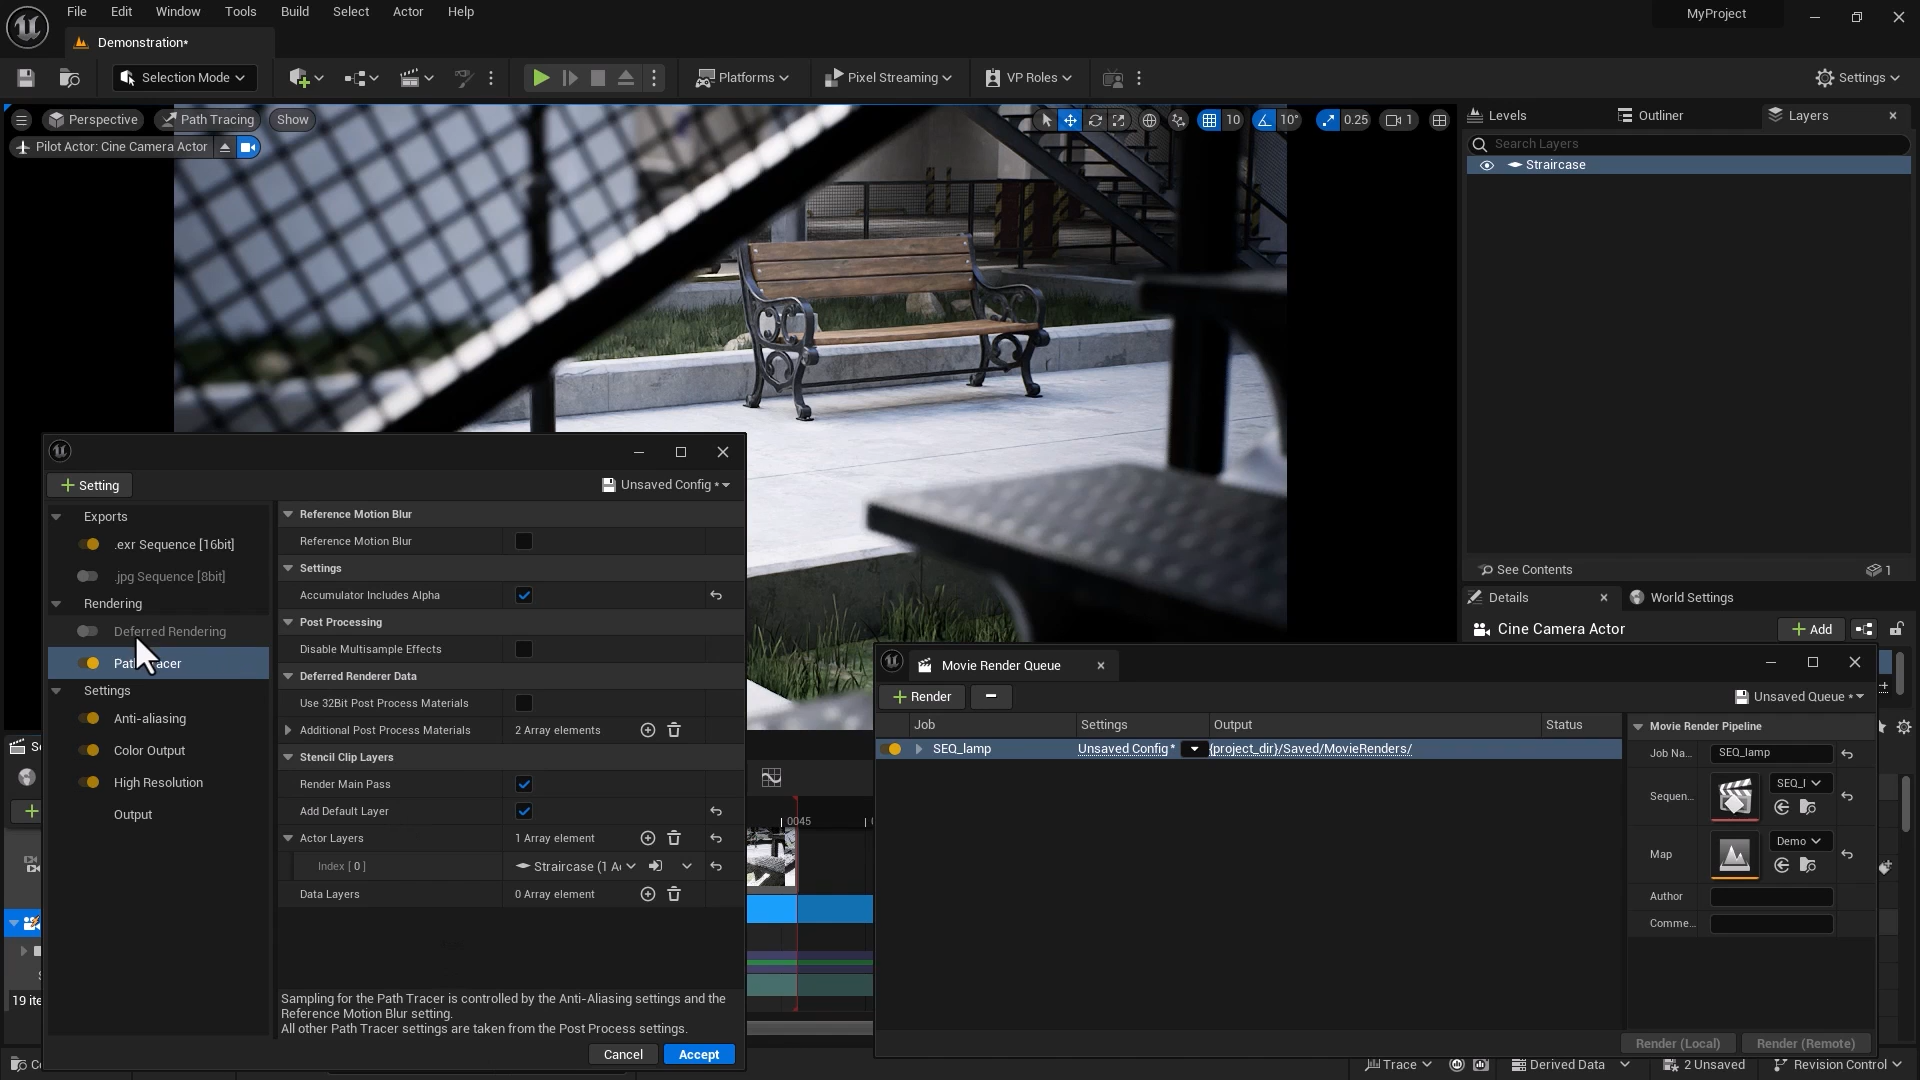 File Edit Window Tools Build Select Actor Help
MyProject
Demonstration*
Selection Mode
Platforms
Pixel Streaming
VP Roles
Settings
Perspective
Path Tracing
Show
10
10°
0.25
1
Pilot Actor: Cine Camera Actor
Levels
Outliner
Layers
Search Layers
Straircase
See Contents
1
Details
World Settings
Cine Camera Actor
Add
Setting
Unsaved Config *
Exports
.exr Sequence [16bit]
.jpg Sequence [8bit]
Rendering
Deferred Rendering
Settings
Anti-aliasing
Color Output
High Resolution
Output
Reference Motion Blur
Reference Motion Blur
Settings
Accumulator Includes Alpha
Post Processing
Disable Multisample Effects
Deferred Renderer Data
Use 32Bit Post Process Materials
Additional Post Process Materials 2 Array element
Stencil Clip Layers
Render Main Pass
Add Default Layer
Actor Layers 1 Array element
Index [ 0 ] Straircase (1 A
Data Layers 0 Array element
Sampling for the Path Tracer is controlled by the Anti-Aliasing settings and the
Reference Motion Blur setting.
All other Path Tracer settings are taken from the Post Process settings.
Cancel
Accept
0045
19 ite
Movie Render Queue
Render
Unsaved Queue *
Job Settings Output Status
SEQ_lamp Unsaved Config* {project_dir}/Saved/MovieRenders/
Movie Render Pipeline
Job Na... SEQ_lamp
Sequen... SEQ_l
Map Demo
Author
Comme...
Render (Local)
Render (Remote)
Trace
Derived Data
2 Unsaved
Revision Control